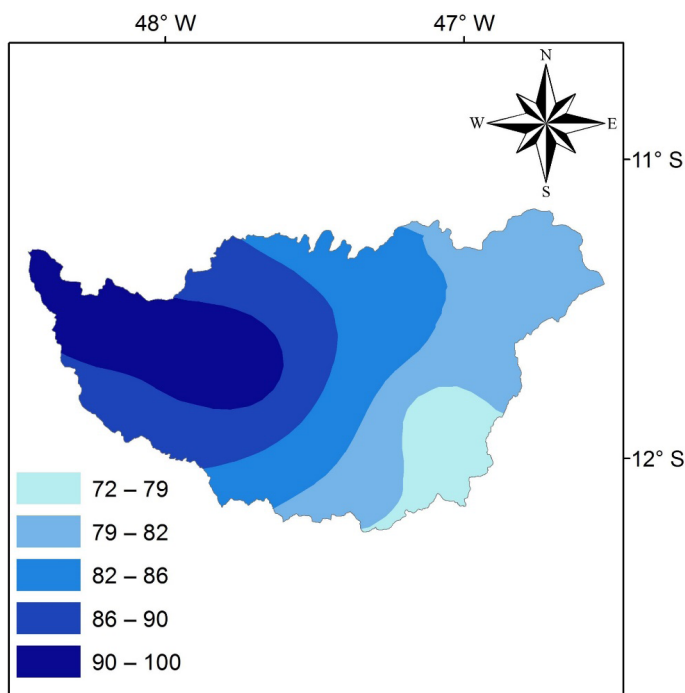 48° W
47° W
N
W
E
S
11° S
12° S
72 – 79
79 – 82
82 – 86
86 – 90
90 – 100